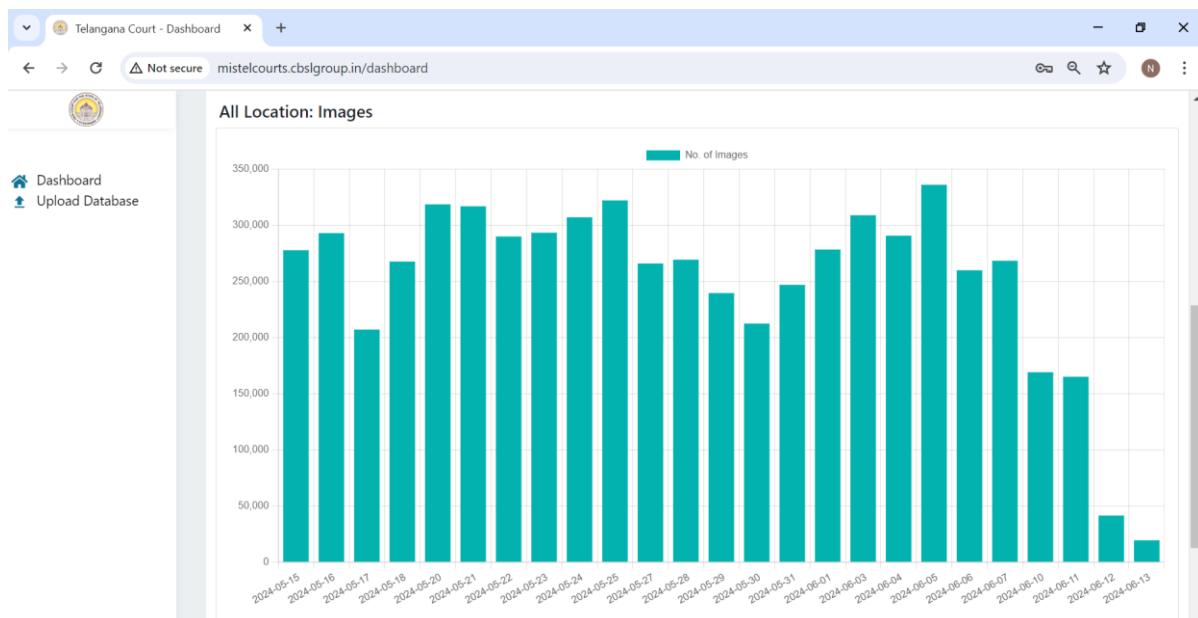 Telangana Court - Dashboard
Not secure mistelcourts.cbslgroup.in/dashboard
N
All Location: Images
Dashboard
Upload Database
No. of Images
350,000
300,000
250,000
200,000
150,000
100,000
50,000
0
2024-05-15 2024-05-16 2024-05-17 2024-05-18 2024-05-20 2024-05-21 2024-05-22 2024-05-23 2024-05-24 2024-05-25 2024-05-27 2024-05-28 2024-05-29 2024-05-30 2024-05-31 2024-06-01 2024-06-03 2024-06-04 2024-06-05 2024-06-06 2024-06-07 2024-06-10 2024-06-11 2024-06-12 2024-06-13